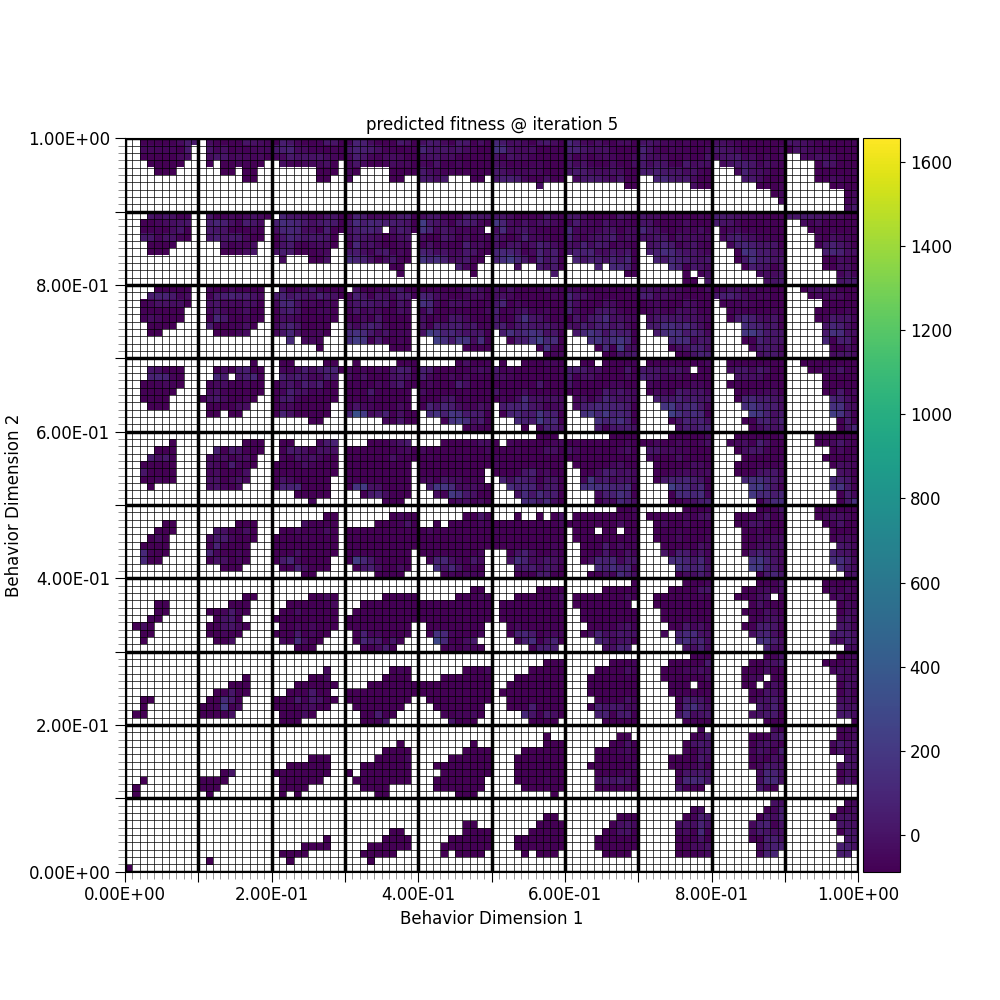 predicted fitness @ iteration 5
1.00E+00
8.00E-01
6.00E-01
4.00E-01
2.00E-01
0.00E+00
Behavior Dimension 2
0.00E+00 2.00E-01 4.00E-01 6.00E-01 8.00E-01 1.00E+00
Behavior Dimension 1
1600
1400
1200
1000
800
600
400
200
0